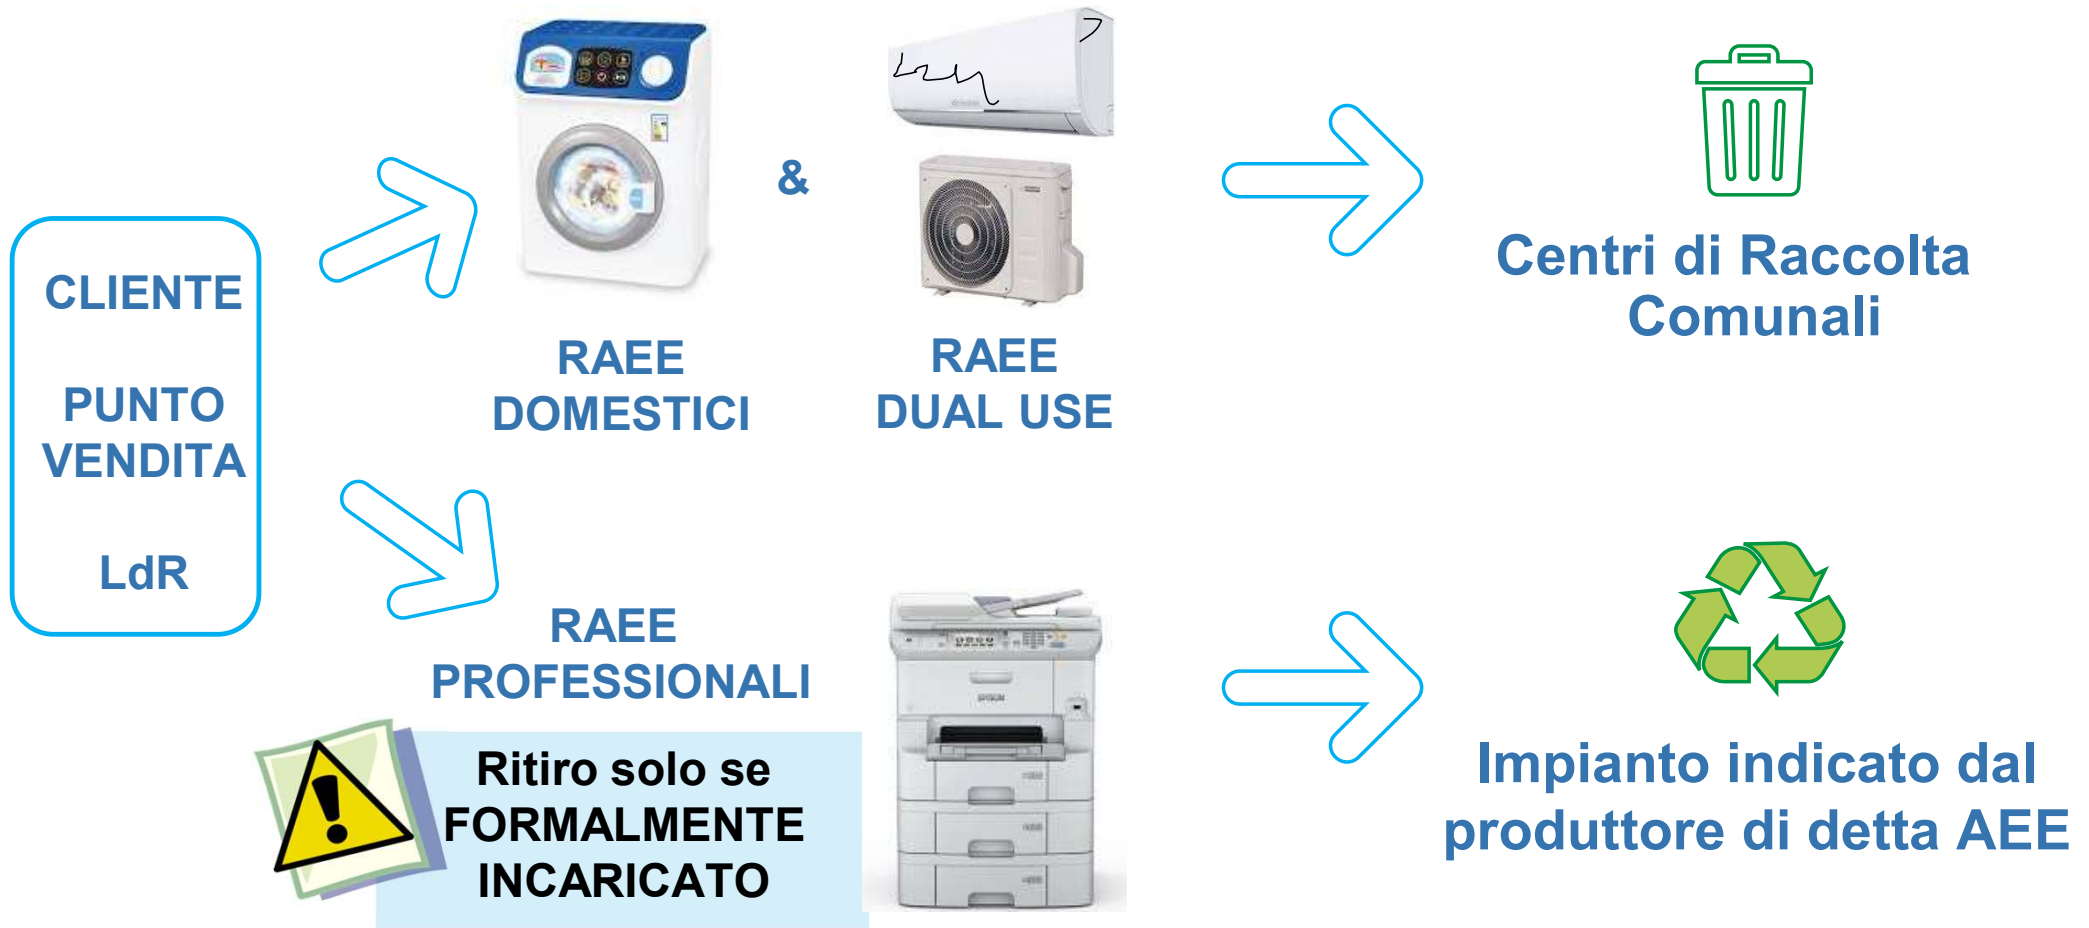 CLIENTE
PUNTO
VENDITA
LdR
&
RAEE
DOMESTICI
RAEE
DUAL USE
Centri di Raccolta
Comunali
RAEE
PROFESSIONALI
Ritiro solo se
FORMALMENTE
INCARICATO
EPSON
Impianto indicato dal
produttore di detta AEE